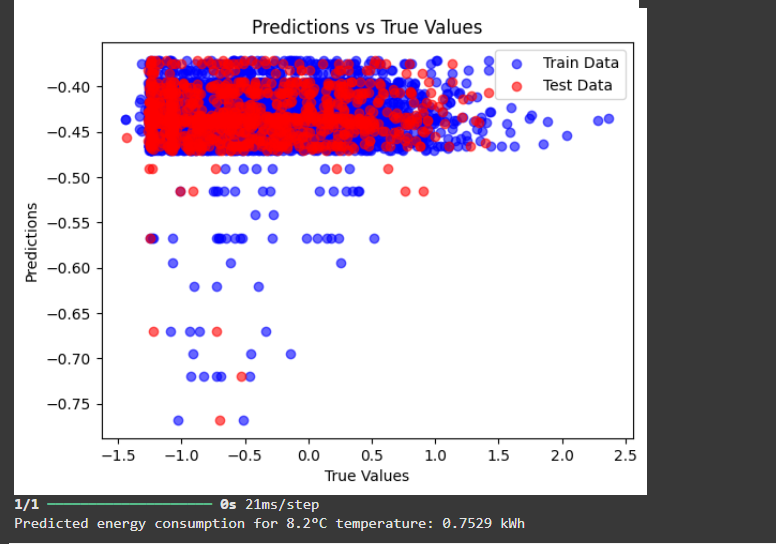 Predictions vs True Values
Train Data
Test Data
−0.40
−0.45
−0.50
−0.55
−0.60
−0.65
−0.70
−0.75
Predictions
−1.5 −1.0 −0.5 0.0 0.5 1.0 1.5 2.0 2.5
True Values
1/1 0s 21ms/step
Predicted energy consumption for 8.2°C temperature: 0.7529 kWh